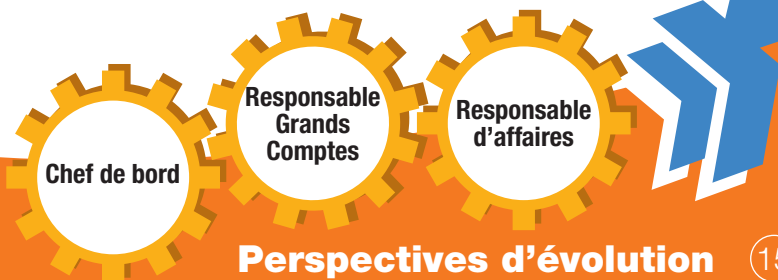 Chef de bord
Responsable
Grands
Comptes
Responsable
d'affaires
Perspectives d'évolution